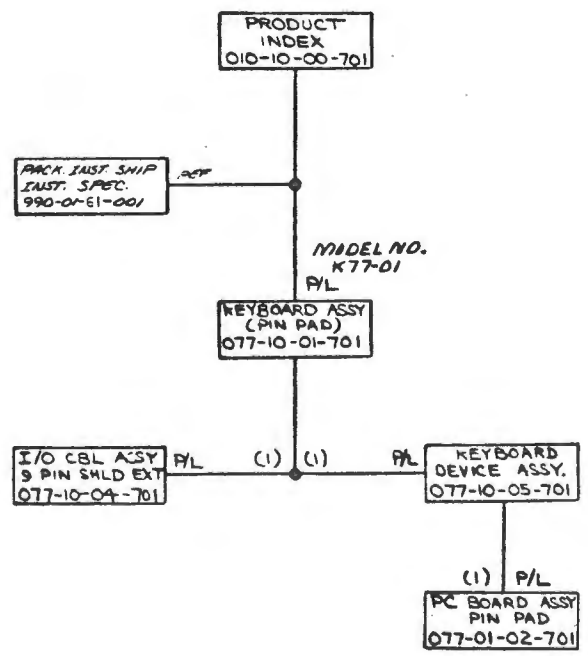 PRODUCT
INDEX
010-10-00-701
PACK. INST. SHIP
INST. SPEC.
990-01-61-001
REF
MODEL NO.
K77-01
P/L
KEYBOARD ASSY
(PIN PAD)
077-10-01-701
I/O CBL ASSY
9 PIN SHLD EXT
077-10-04-701
P/L
(1)
(1)
P/L
KEYBOARD
DEVICE ASSY.
077-10-05-701
(1) P/L
PC BOARD ASSY
PIN PAD
077-01-02-701